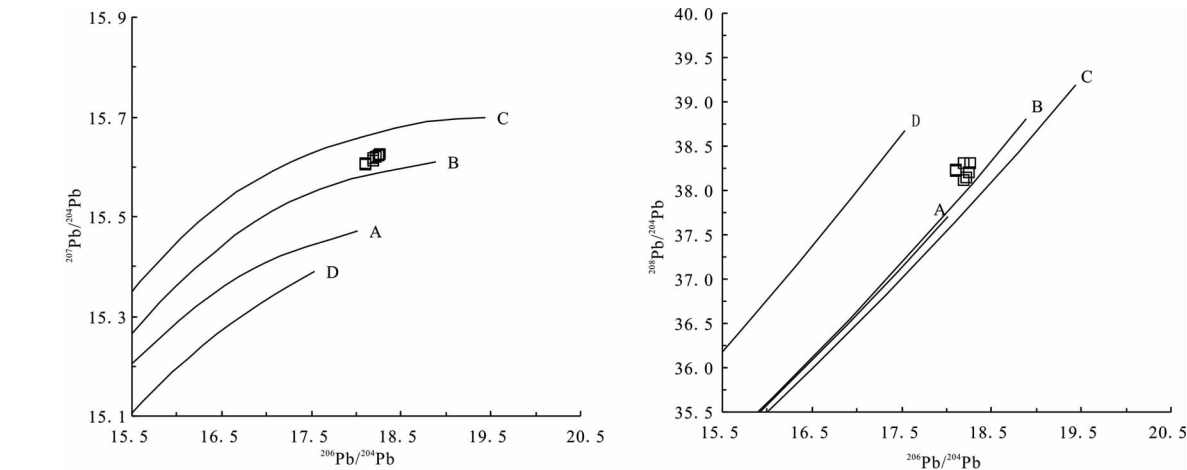 15.9
15.7
15.5
15.3
15.1
C
B
A
D
15.5 16.5 17.5 18.5 19.5 20.5
²⁰⁷Pb/²⁰⁴Pb
²⁰⁶Pb/²⁰⁴Pb
40.0
39.5
39.0
38.5
38.0
37.5
37.0
36.5
36.0
35.5
C
B
D
A
15.5 16.5 17.5 18.5 19.5 20.5
²⁰⁸Pb/²⁰⁴Pb
²⁰⁶Pb/²⁰⁴Pb